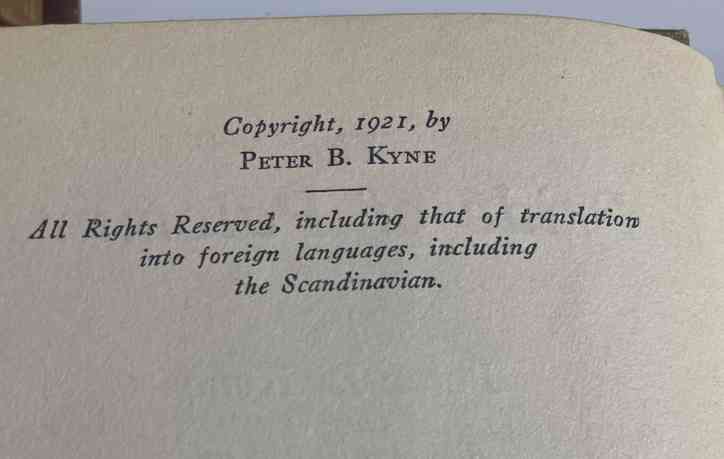 Copyright, 1921, by
PETER B. KYNE
All Rights Reserved, including that of translation
into foreign languages, including
the Scandinavian.